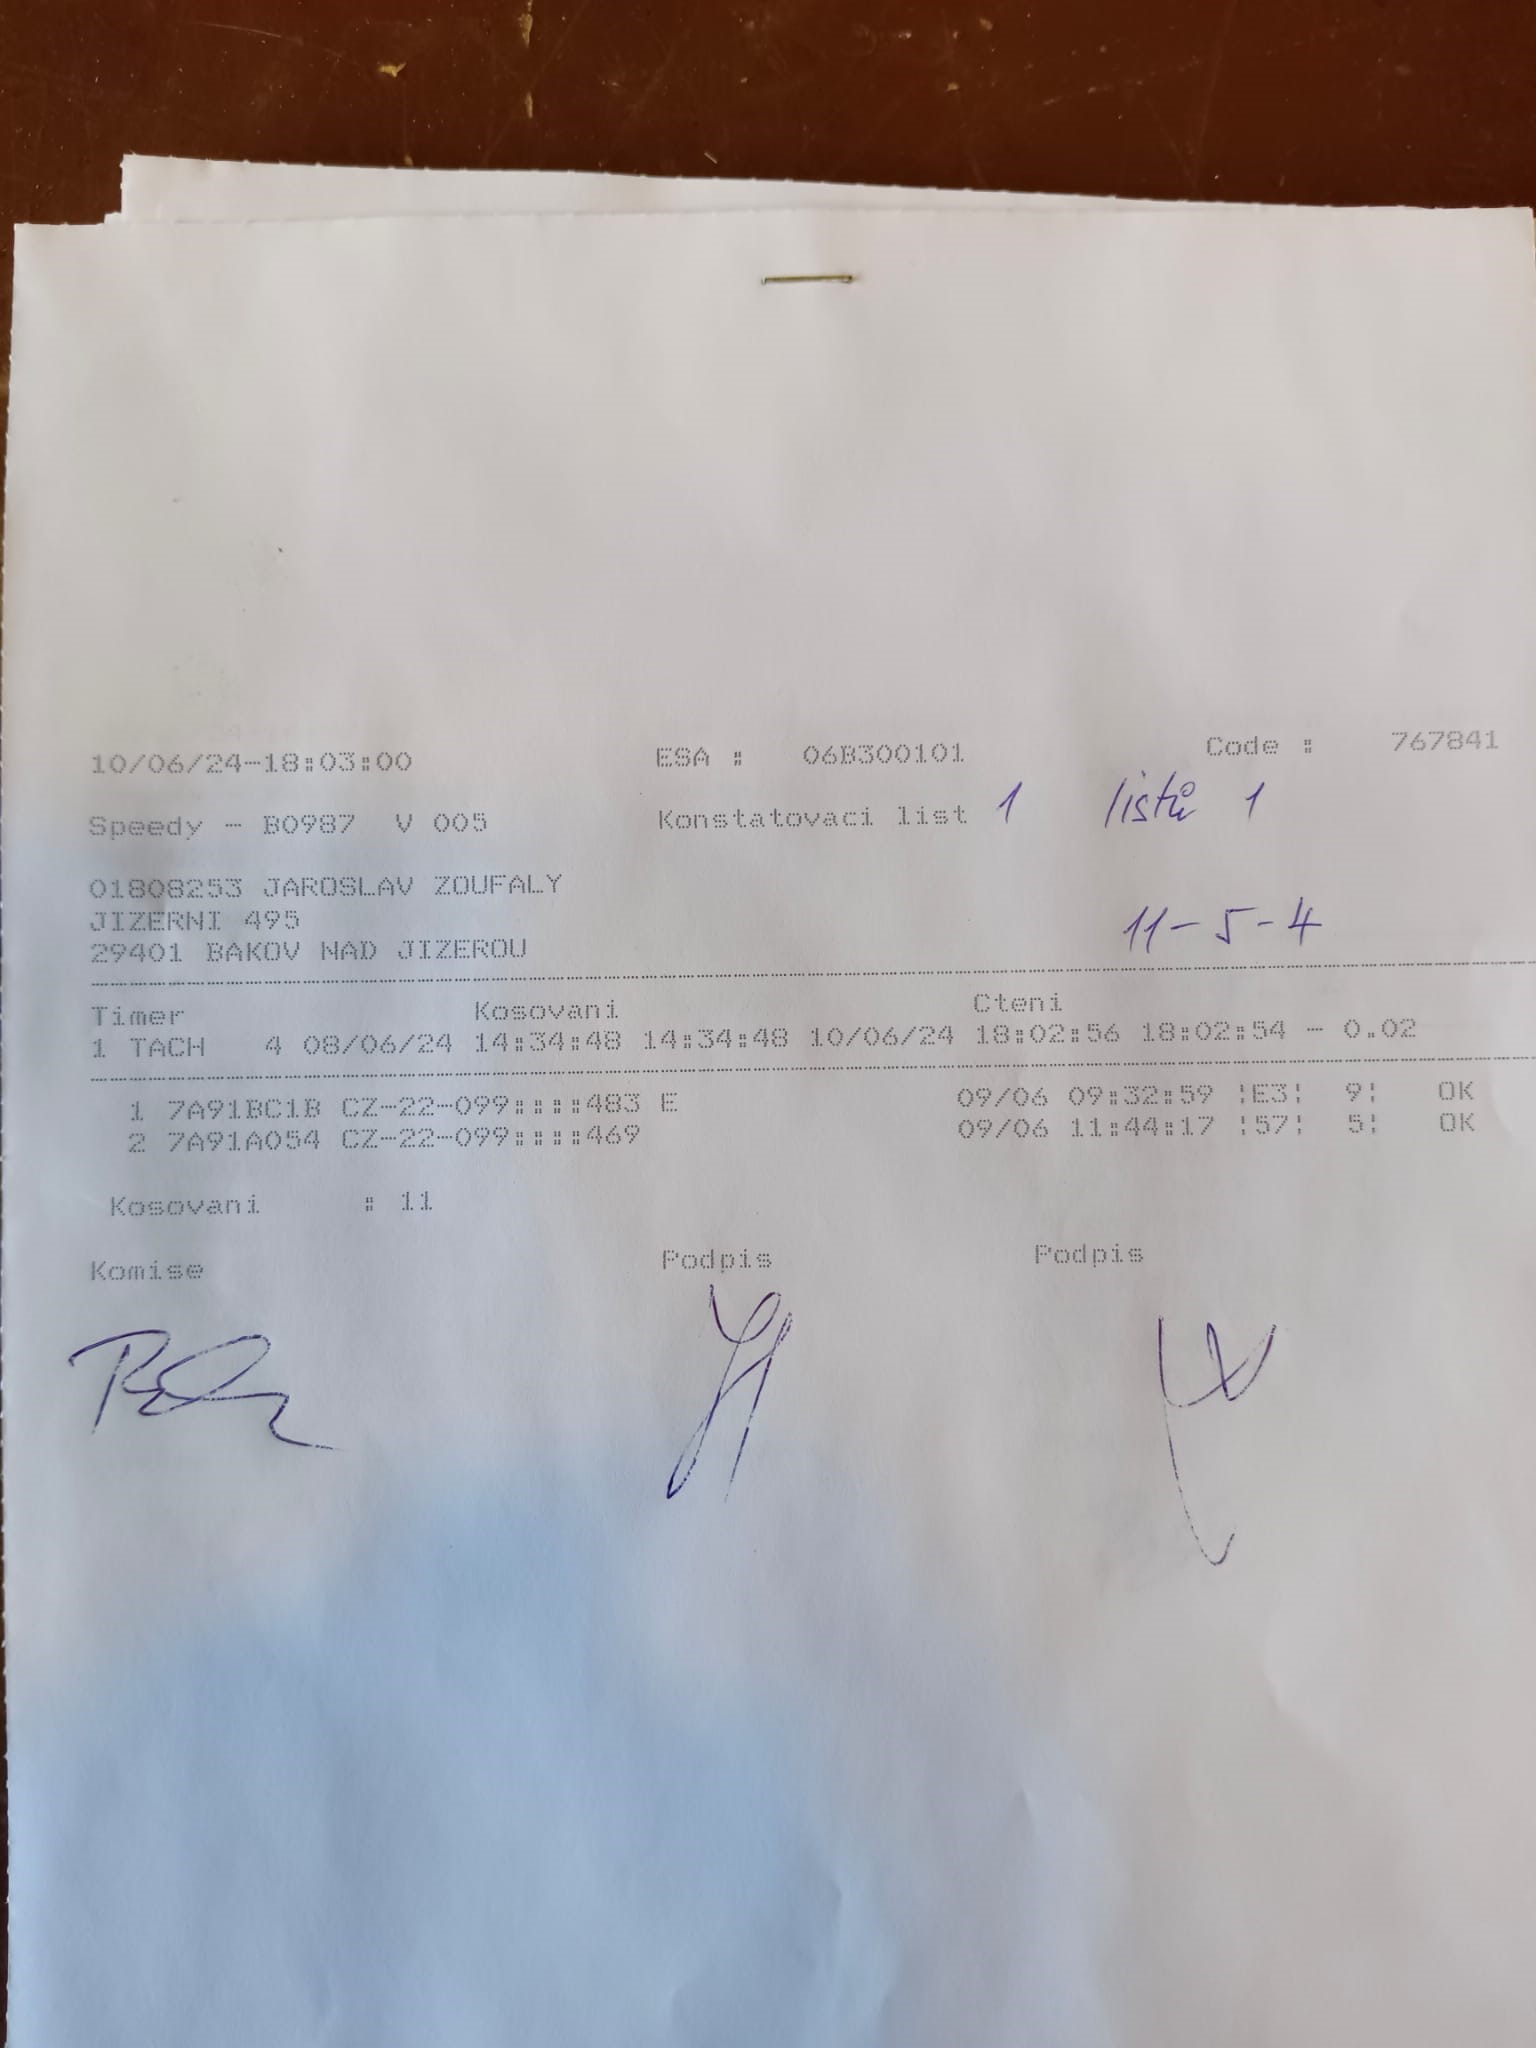 10/06/24-18:03:00 ESA : 06B300101 Code : 767841
Speedy - B0987 V 005 Konstatovaci list 1 listů 1
01808253 JAROSLAV ZOUFALY
JIZERNI 495
11-5-4
29401 BAKOV NAD JIZEROU
Timer Kosovani Cteni
1 TACH 4 08/06/24 14:34:48 14:34:48 10/06/24 18:02:56 18:02:54 - 0.02
1 7A91BC1B CZ-22-099::::483 E 09/06 09:32:59 ¦E3¦ 9¦ OK
2 7A91A054 CZ-22-099::::469 09/06 11:44:17 ¦57¦ 5¦ OK
Kosovani : 11
Komise Podpis Podpis